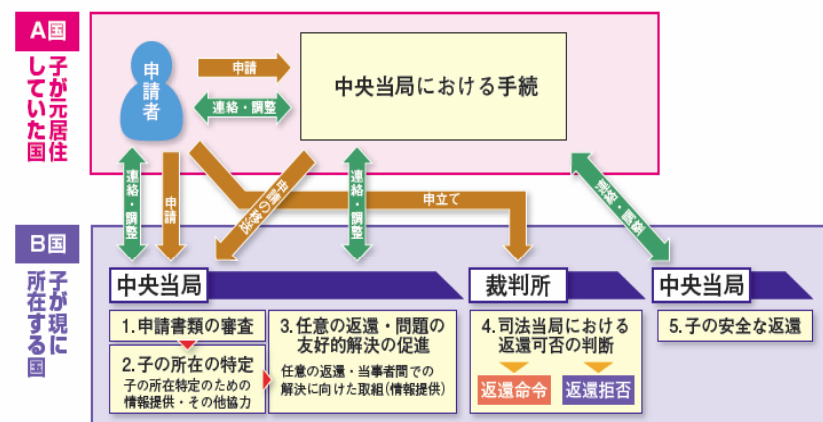 A国
子が元居住
していた国
申請者
申請
連絡・調整
中央当局における手続
連絡・調整
申請
申請の移送
連絡・調整
申立て
連絡・調整
B国
子が現に
所在する国
中央当局
1.申請書類の審査
2.子の所在の特定
子の所在特定のための
情報提供・その他協力
3.任意の返還・問題の
友好的解決の促進
任意の返還・当事者間での
解決に向けた取組(情報提供)
裁判所
4.司法当局における
返還可否の判断
返還命令
返還拒否
中央当局
5.子の安全な返還